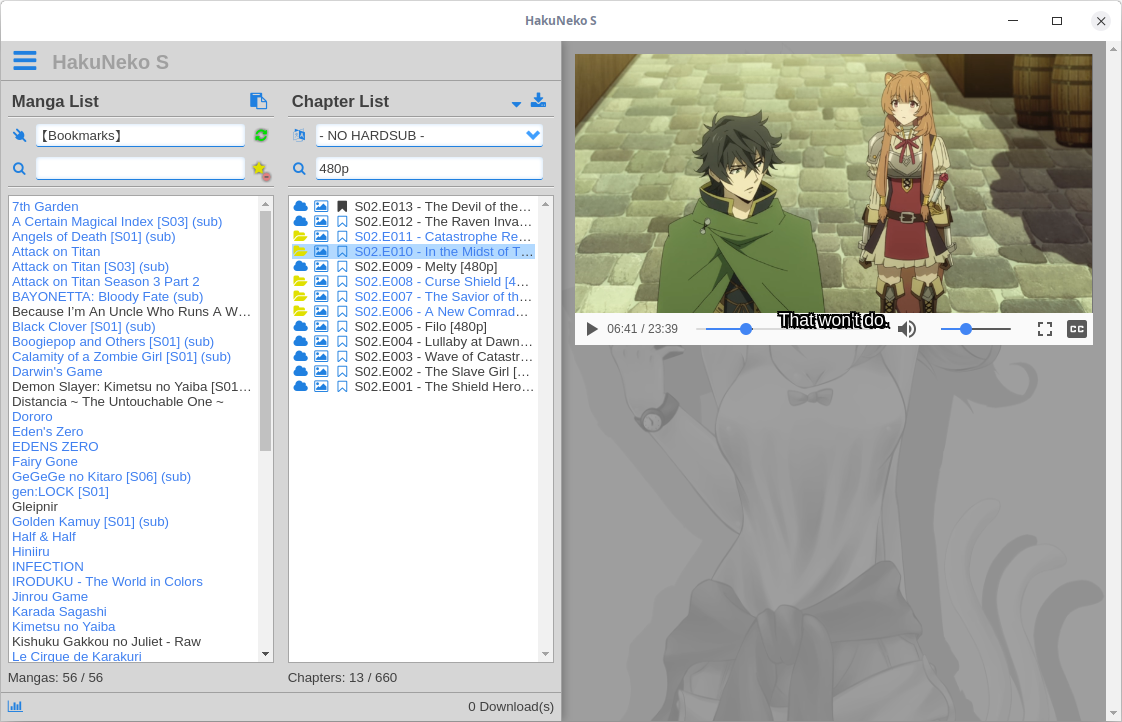 HakuNeko S
HakuNeko S
Manga List
【Bookmarks】
7th Garden
A Certain Magical Index [S03] (sub)
Angels of Death [S01] (sub)
Attack on Titan
Attack on Titan [S03] (sub)
Attack on Titan Season 3 Part 2
BAYONETTA: Bloody Fate (sub)
Because I'm An Uncle Who Runs A W...
Black Clover [S01] (sub)
Boogiepop and Others [S01] (sub)
Calamity of a Zombie Girl [S01] (sub)
Darwin's Game
Demon Slayer: Kimetsu no Yaiba [S01...
Distancia ~ The Untouchable One ~
Dororo
Eden's Zero
EDENS ZERO
Fairy Gone
GeGeGe no Kitaro [S06] (sub)
gen:LOCK [S01]
Gleipnir
Golden Kamuy [S01] (sub)
Half & Half
Hiniiru
INFECTION
IRODUKU - The World in Colors
Jinrou Game
Karada Sagashi
Kimetsu no Yaiba
Kishuku Gakkou no Juliet - Raw
Le Cirque de Karakuri
Mangas: 56 / 56
Chapter List
- NO HARDSUB -
480p
S02.E013 - The Devil of the...
S02.E012 - The Raven Inva...
S02.E011 - Catastrophe Re...
S02.E010 - In the Midst of T...
S02.E009 - Melty [480p]
S02.E008 - Curse Shield [4...
S02.E007 - The Savior of th...
S02.E006 - A New Comrad...
S02.E005 - Filo [480p]
S02.E004 - Lullaby at Dawn...
S02.E003 - Wave of Catastr...
S02.E002 - The Slave Girl [...
S02.E001 - The Shield Hero...
Chapters: 13 / 660
0 Download(s)
That won't do.
06:41 / 23:39
CC